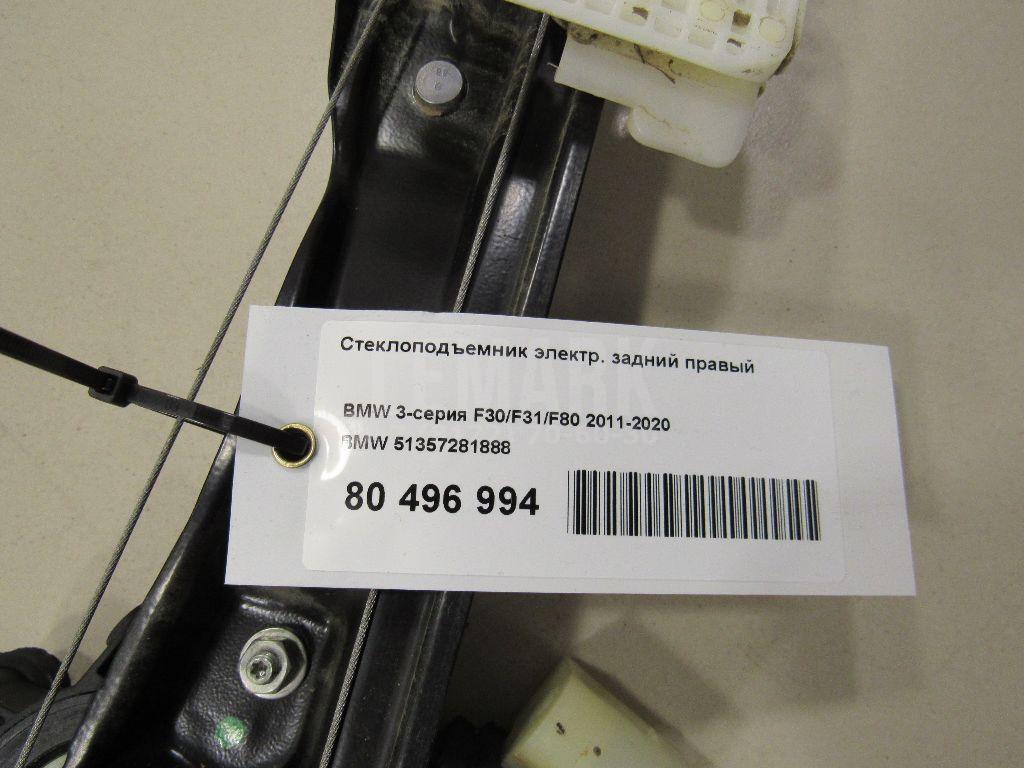 Стеклоподъемник электр. задний правый
BMW 3-серия F30/F31/F80 2011-2020
BMW 51357281888
80 496 994